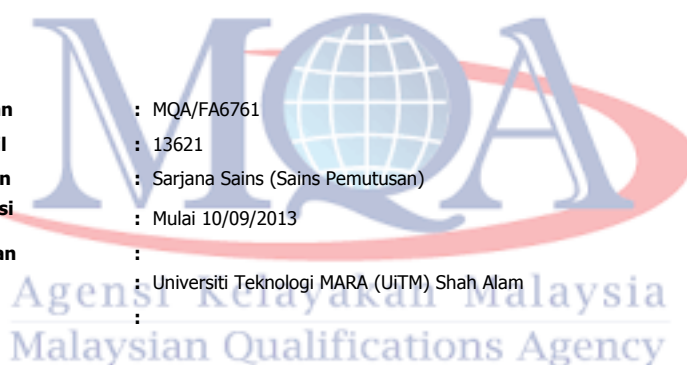 MQA
an : MQA/FA6761
l : 13621
n : Sarjana Sains (Sains Pemutusan)
si : Mulai 10/09/2013
an :
: Universiti Teknologi MARA (UiTM) Shah Alam
:
Agensi Kelayakan Malaysia
Malaysian Qualifications Agency